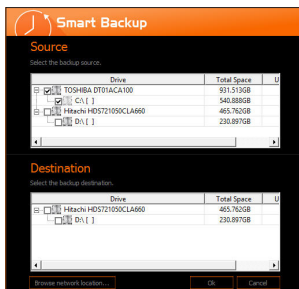 Smart Backup
Source
Select the backup source.
Drive Total Space U
TOSHIBA DT01ACA100 931.513GB
C:\ [ ] 540.888GB
Hitachi HDS721050CLA660 465.762GB
D:\ [ ] 230.897GB
Destination
Select the backup destination.
Drive Total Space U
Hitachi HDS721050CLA660 465.762GB
D:\ [ ] 230.897GB
Browse network location... Ok Cancel